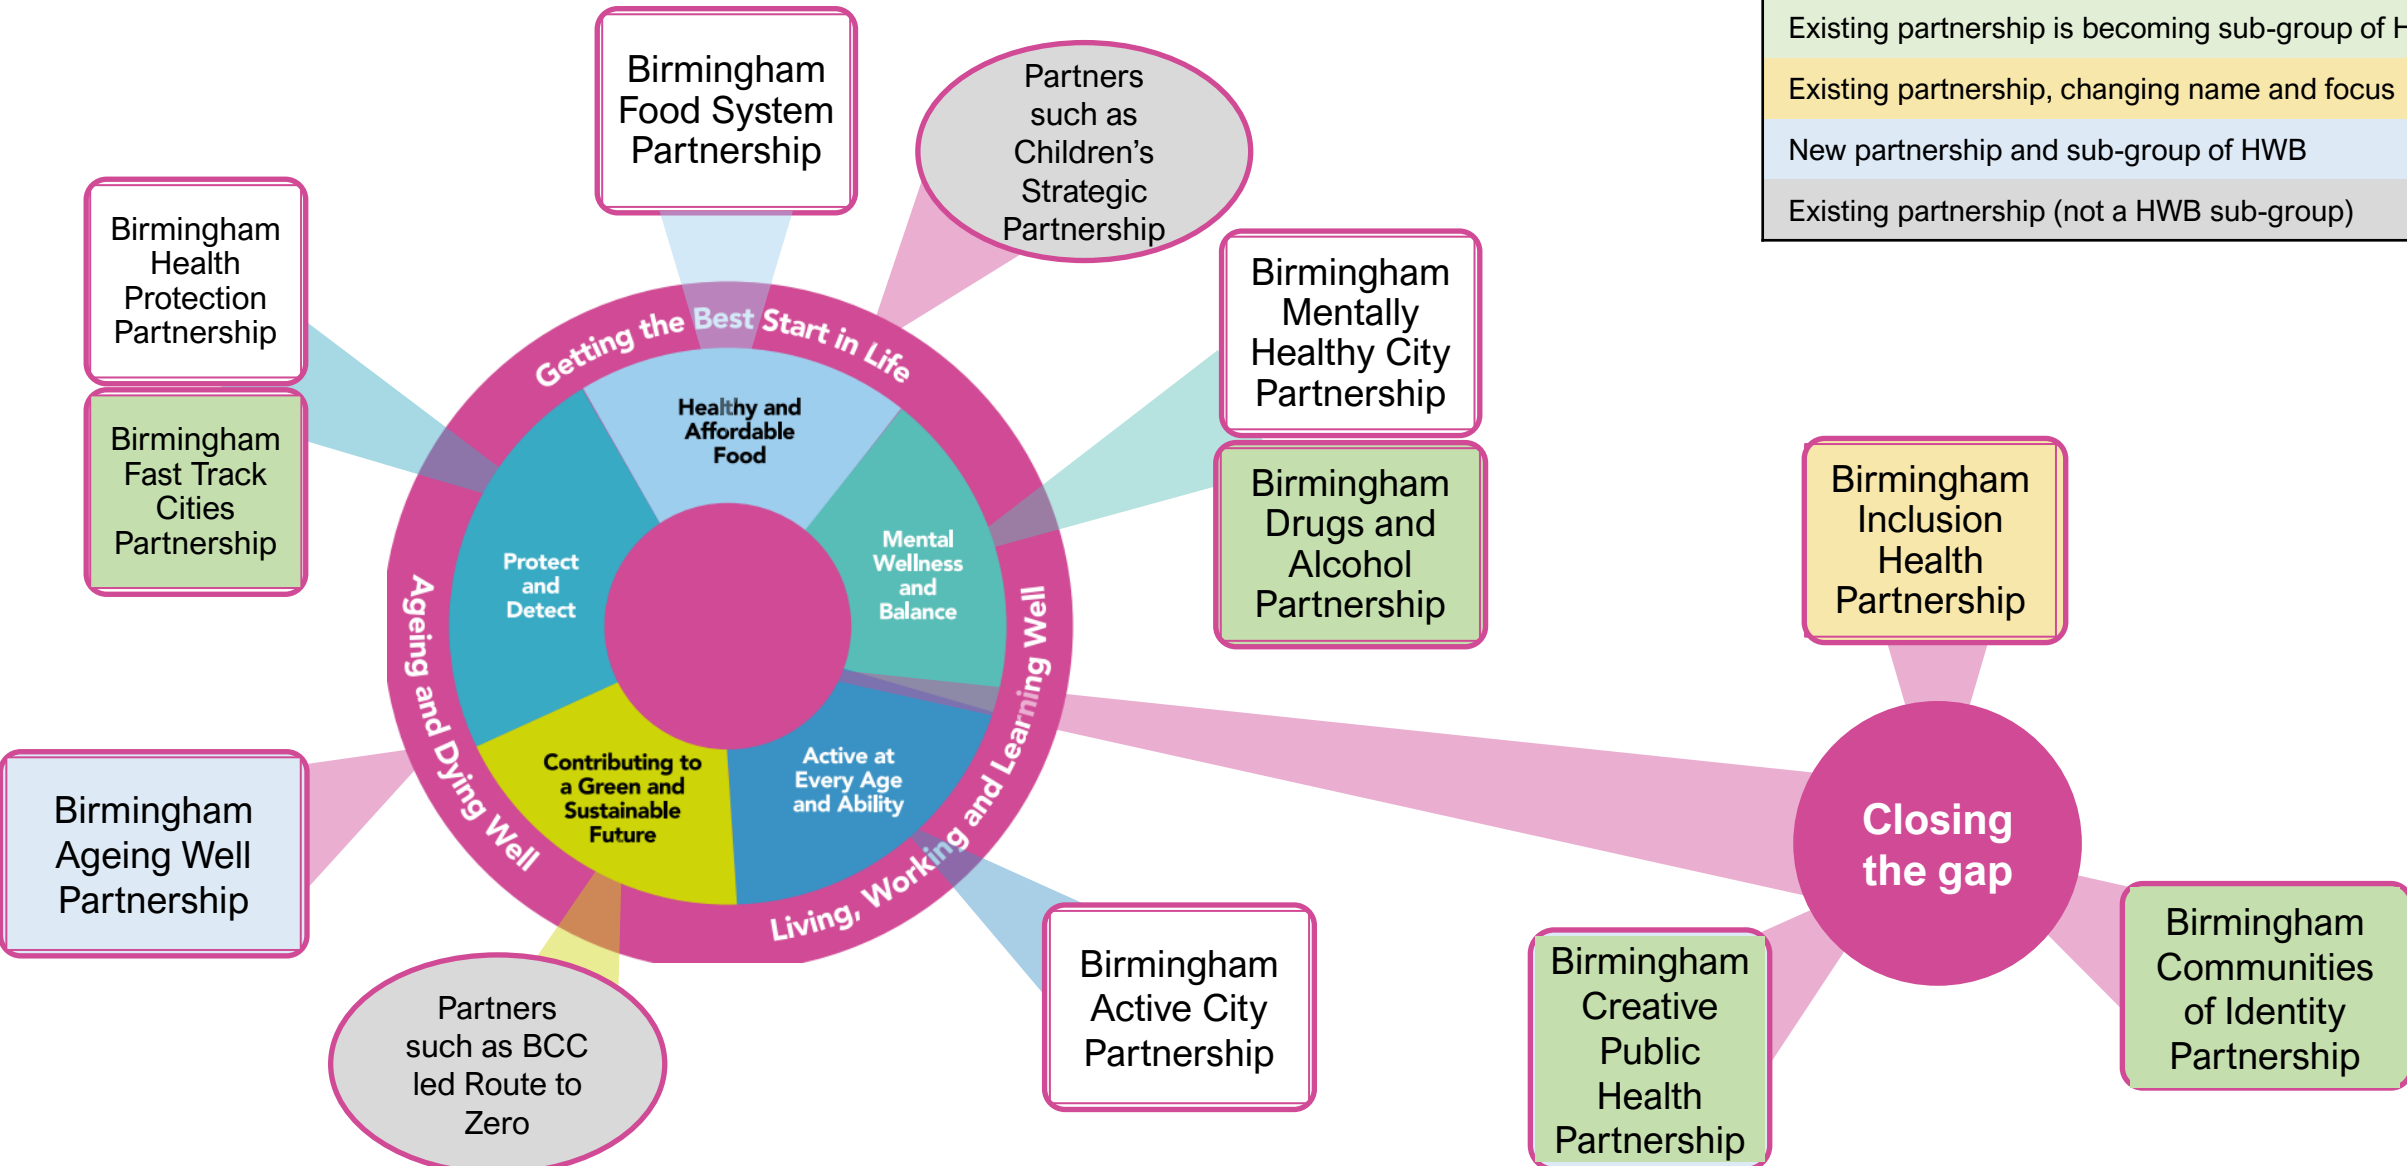 Existing partnership is becoming sub-group of H
Existing partnership, changing name and focus
New partnership and sub-group of HWB
Existing partnership (not a HWB sub-group)
Birmingham
Food System
Partnership
Partners
such as
Children’s
Strategic
Partnership
Birmingham
Health
Protection
Partnership
Birmingham
Fast Track
Cities
Partnership
Birmingham
Mentally
Healthy City
Partnership
Birmingham
Drugs and
Alcohol
Partnership
Getting the Best Start in Life
Healthy and
Affordable
Food
Mental
Wellness
and
Balance
Protect
and
Detect
Contributing to
a Green and
Sustainable
Future
Active at
Every Age
and Ability
Ageing and Dying Well
Living, Working and Learning Well
Birmingham
Inclusion
Health
Partnership
Closing
the gap
Birmingham
Ageing Well
Partnership
Partners
such as BCC
led Route to
Zero
Birmingham
Active City
Partnership
Birmingham
Creative
Public
Health
Partnership
Birmingham
Communities
of Identity
Partnership